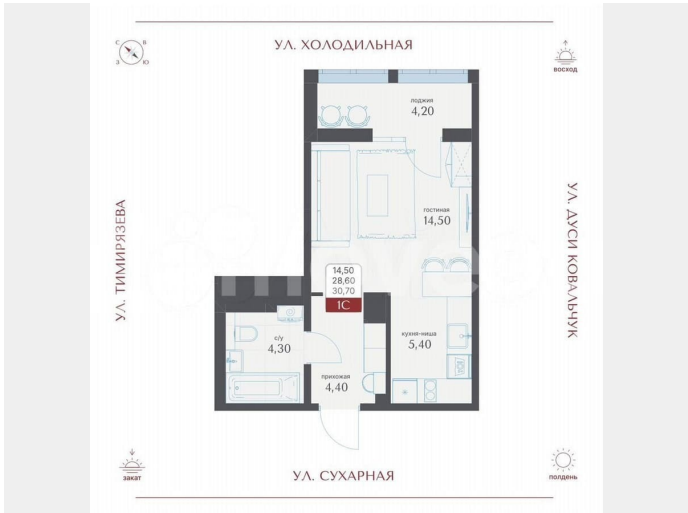 УЛ. ХОЛОДИЛЬНАЯ
С В
З Ю
восход
лоджия
4,20
гостиная
14,50
УЛ. ТИМИРЯЗЕВА
УЛ. ДУСИ КОВАЛЬЧУК
14,50
28,60
30,70
1С
с/у
4,30
кухня-ниша
5,40
прихожая
4,40
закат
УЛ. СУХАРНАЯ
полдень